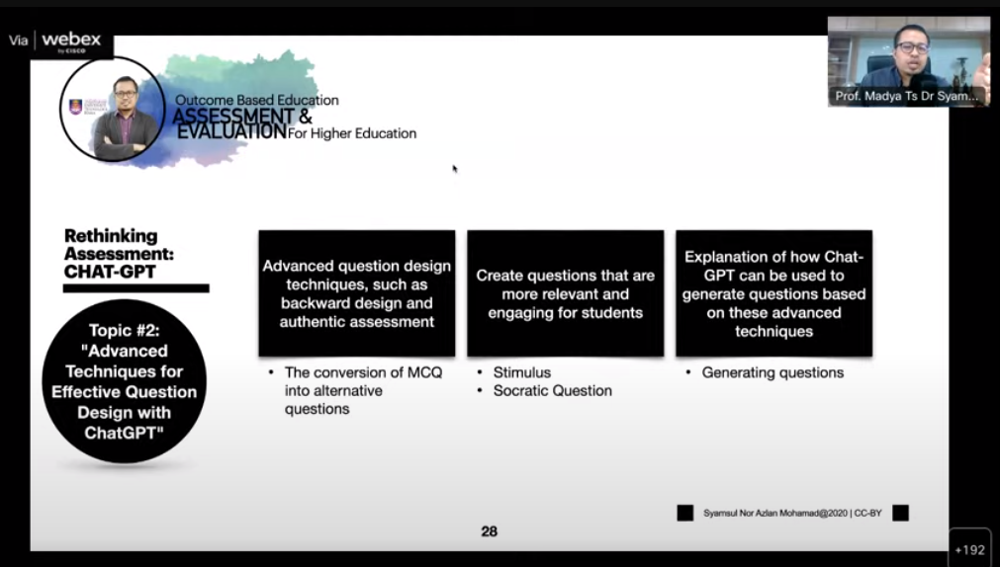 Via webex
by CISCO
Prof. Madya Ts Dr Syam...
Outcome Based Education
ASSESSMENT &
EVALUATION For Higher Education
Rethinking
Assessment:
CHAT-GPT
Topic #2:
"Advanced
Techniques for
Effective Question
Design with
ChatGPT"
Advanced question design
techniques, such as
backward design and
authentic assessment
• The conversion of MCQ
into alternative
questions
Create questions that are
more relevant and
engaging for students
• Stimulus
• Socratic Question
Explanation of how Chat-
GPT can be used to
generate questions based
on these advanced
techniques
• Generating questions
Syamsul Nor Azlan Mohamad@2020 | CC-BY
28
+192